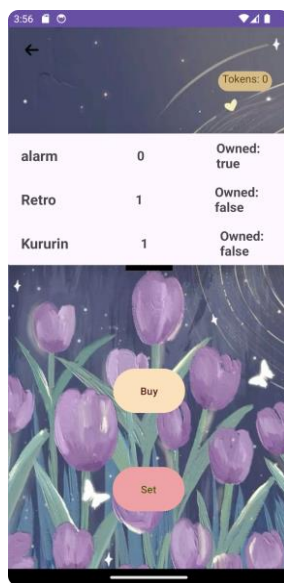 3:56
Tokens: 0
alarm 0 Owned: true
Retro 1 Owned: false
Kururin 1 Owned: false
Buy
Set